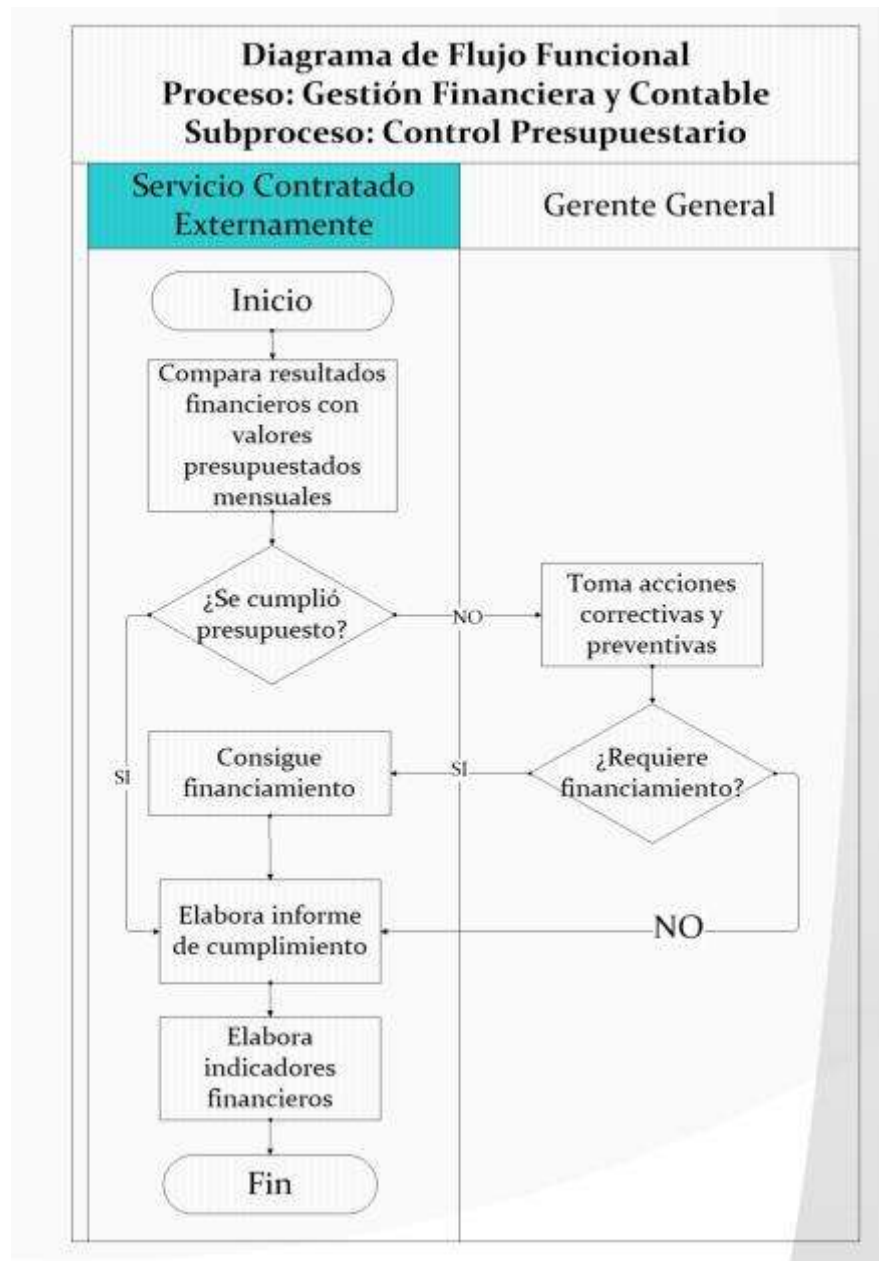 Diagrama de Flujo Funcional
Proceso: Gestión Financiera y Contable
Subproceso: Control Presupuestario
Servicio Contratado
Externamente
Gerente General
Inicio
Compara resultados
financieros con
valores
presupuestados
mensuales
¿Se cumplió
presupuesto?
NO
Toma acciones
correctivas y
preventivas
¿Requiere
financiamiento?
SI
Consigue
financiamiento
SI
NO
Elabora informe
de cumplimiento
Elabora
indicadores
financieros
Fin